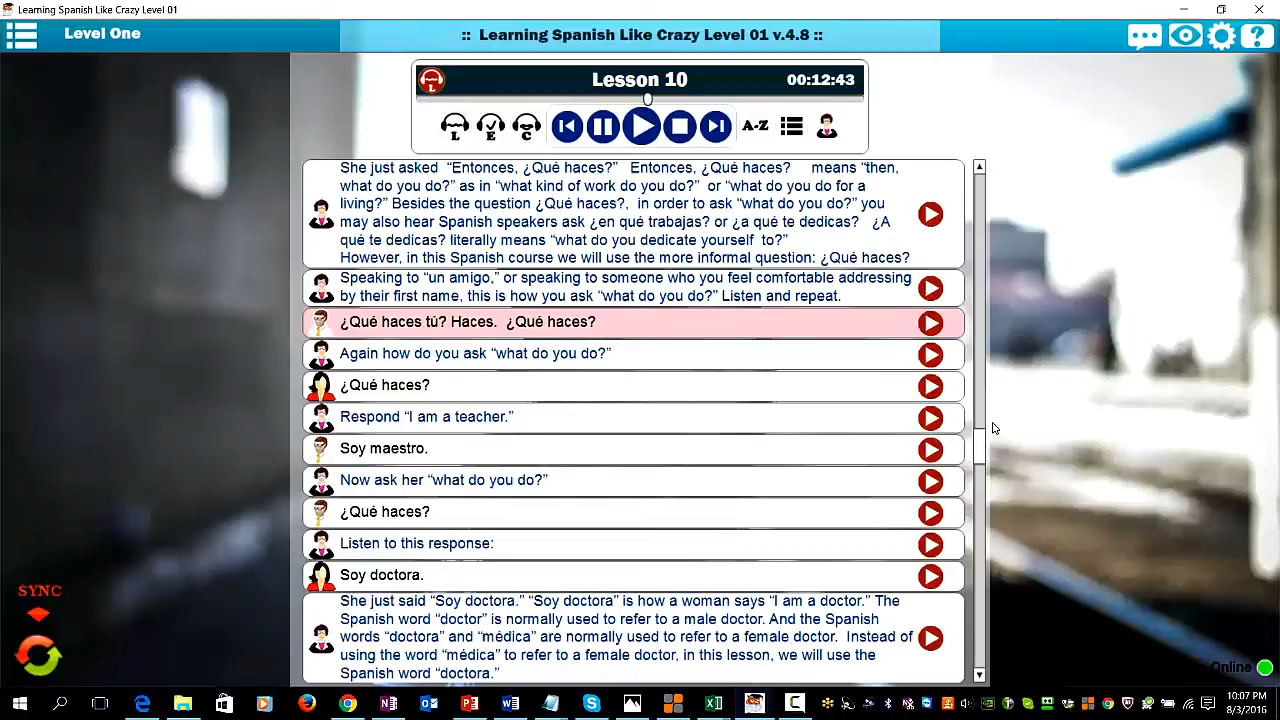 Learning Spanish Like Crazy Level 01
Level One
:: Learning Spanish Like Crazy Level 01 v.4.8 ::
L
Lesson 10
00:12:43
L
E
C
A-Z
She just asked “Entonces, ¿Qué haces?” Entonces, ¿Qué haces? means “then,
what do you do?” as in “what kind of work do you do?” or “what do you do for a
living?” Besides the question ¿Qué haces?, in order to ask “what do you do?” you
may also hear Spanish speakers ask ¿en qué trabajas? or ¿a qué te dedicas? ¿A
qué te dedicas? literally means “what do you dedicate yourself to?”
However, in this Spanish course we will use the more informal question: ¿Qué haces?
Speaking to “un amigo,” or speaking to someone who you feel comfortable addressing
by their first name, this is how you ask “what do you do?” Listen and repeat.
¿Qué haces tú? Haces. ¿Qué haces?
Again how do you ask “what do you do?”
¿Qué haces?
Respond “I am a teacher.”
Soy maestro.
Now ask her “what do you do?”
¿Qué haces?
Listen to this response:
Soy doctora.
She just said “Soy doctora.” “Soy doctora” is how a woman says “I am a doctor.” The
Spanish word “doctor” is normally used to refer to a male doctor. And the Spanish
words “doctora” and “médica” are normally used to refer to a female doctor. Instead of
using the word “médica” to refer to a female doctor, in this lesson, we will use the
Spanish word “doctora.”
SYNC
Online
10:07 PM
8/3/2016